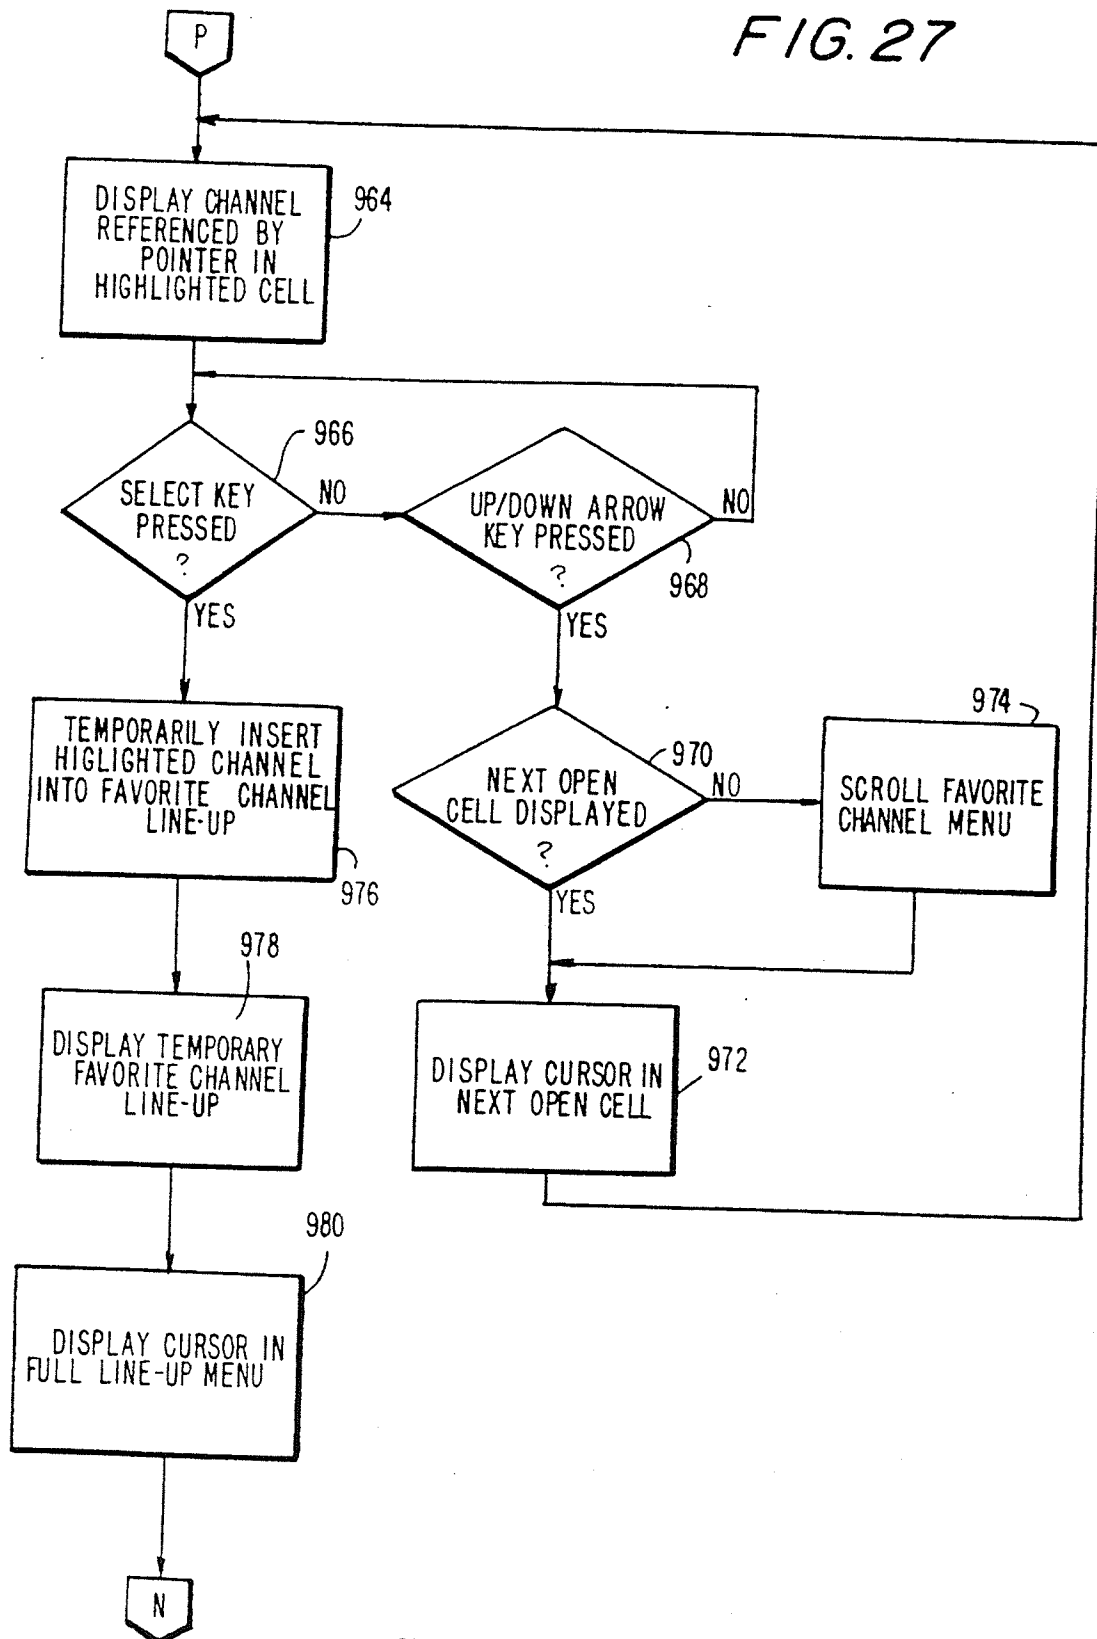 FIG. 27
P
DISPLAY CHANNEL
REFERENCED BY
POINTER IN
HIGHLIGHTED CELL
964
966
SELECT KEY
PRESSED
?
NO
YES
UP/DOWN ARROW
KEY PRESSED
?
NO
968
YES
TEMPORARILY INSERT
HIGLIGHTED CHANNEL
INTO FAVORITE CHANNEL
LINE-UP
976
970
NEXT OPEN
CELL DISPLAYED
?
NO
YES
974
SCROLL FAVORITE
CHANNEL MENU
978
DISPLAY TEMPORARY
FAVORITE CHANNEL
LINE-UP
DISPLAY CURSOR IN
NEXT OPEN CELL
972
980
DISPLAY CURSOR IN
FULL LINE-UP MENU
N